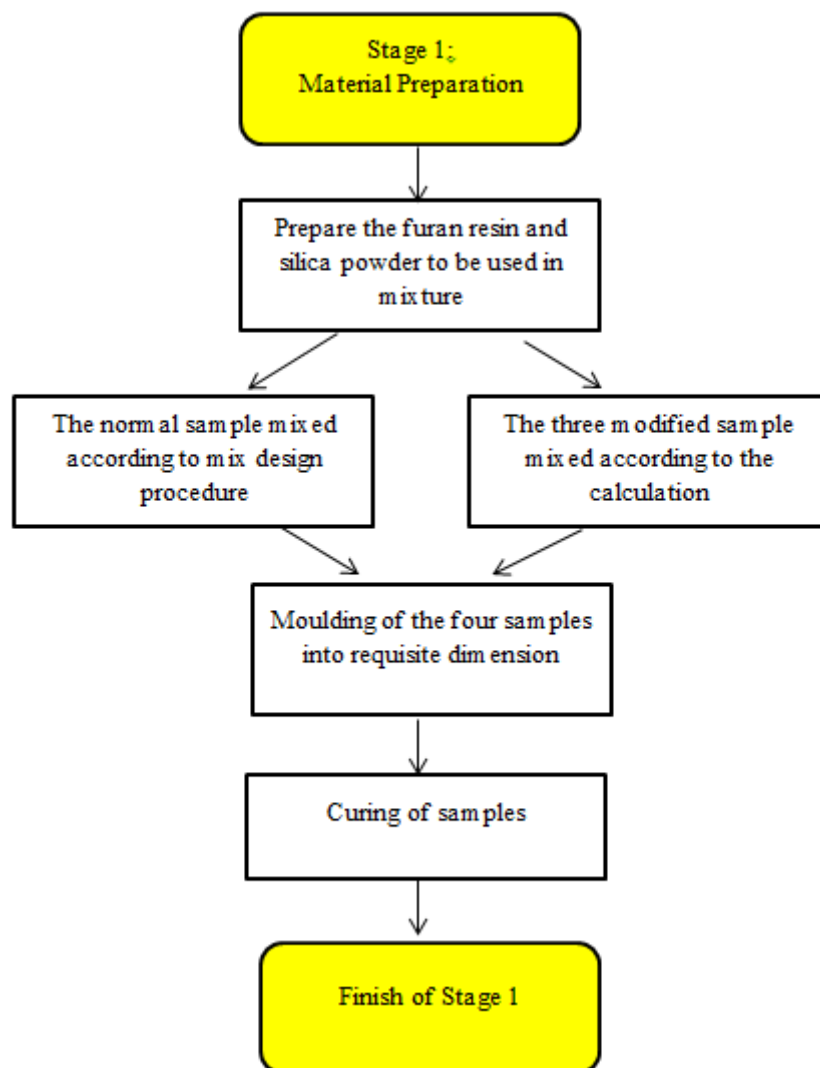 Stage 1;
Material Preparation
Prepare the furan resin and
silica powder to be used in
mixture
The normal sample mixed
according to mix design
procedure
The three modified sample
mixed according to the
calculation
Moulding of the four samples
into requisite dimension
Curing of samples
Finish of Stage 1